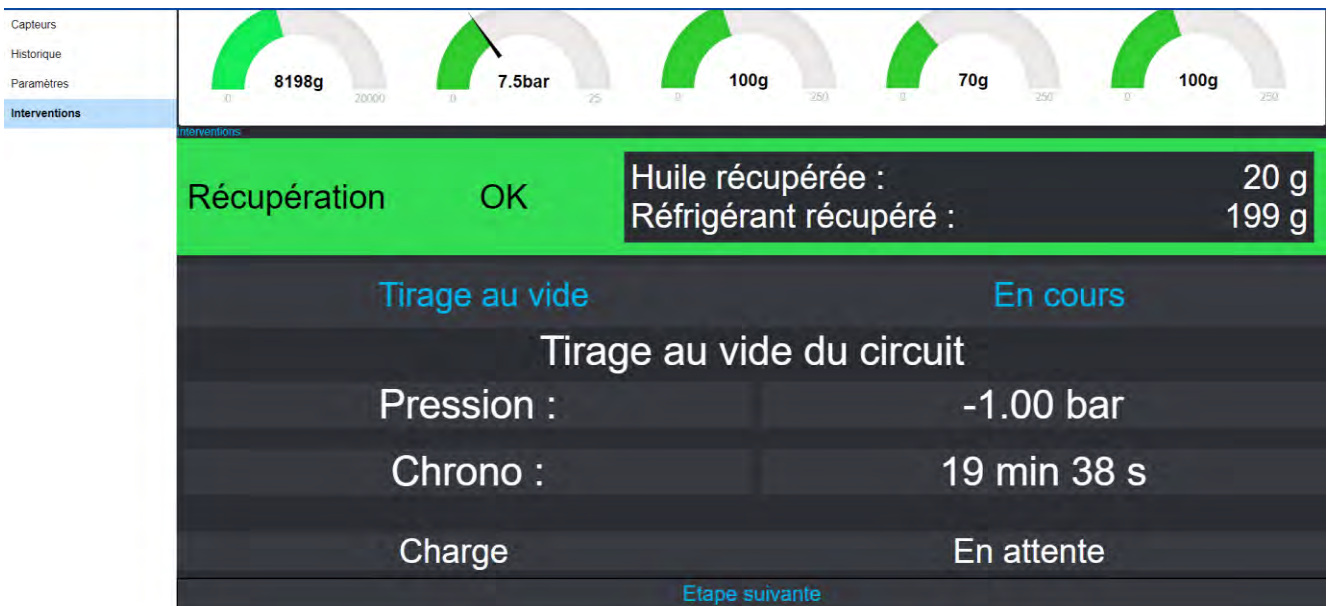 Capteurs
Historique
Paramètres
Interventions
8198g
0 20000
7.5bar
0 25
100g
0 250
70g
0 250
100g
0 250
Interventions
Récupération OK
Huile récupérée : 20 g
Réfrigérant récupéré : 199 g
Tirage au vide En cours
Tirage au vide du circuit
Pression : -1.00 bar
Chrono : 19 min 38 s
Charge En attente
Etape suivante